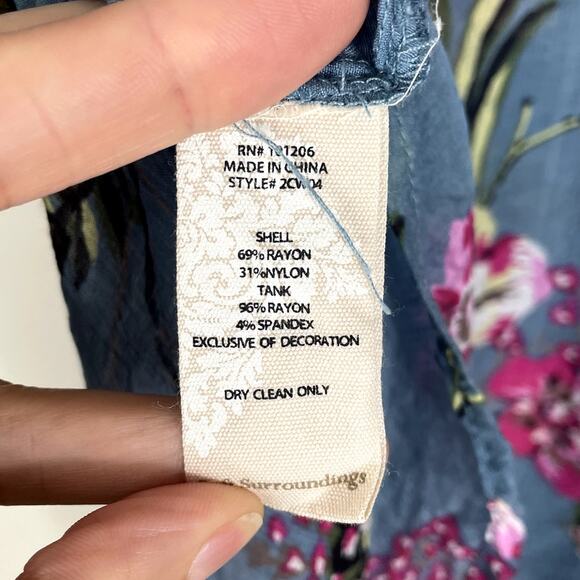 RN# 101206
MADE IN CHINA
STYLE# 2CW04
SHELL
69% RAYON
31%NYLON
TANK
96% RAYON
4% SPANDEX
EXCLUSIVE OF DECORATION
DRY CLEAN ONLY
& Surroundings